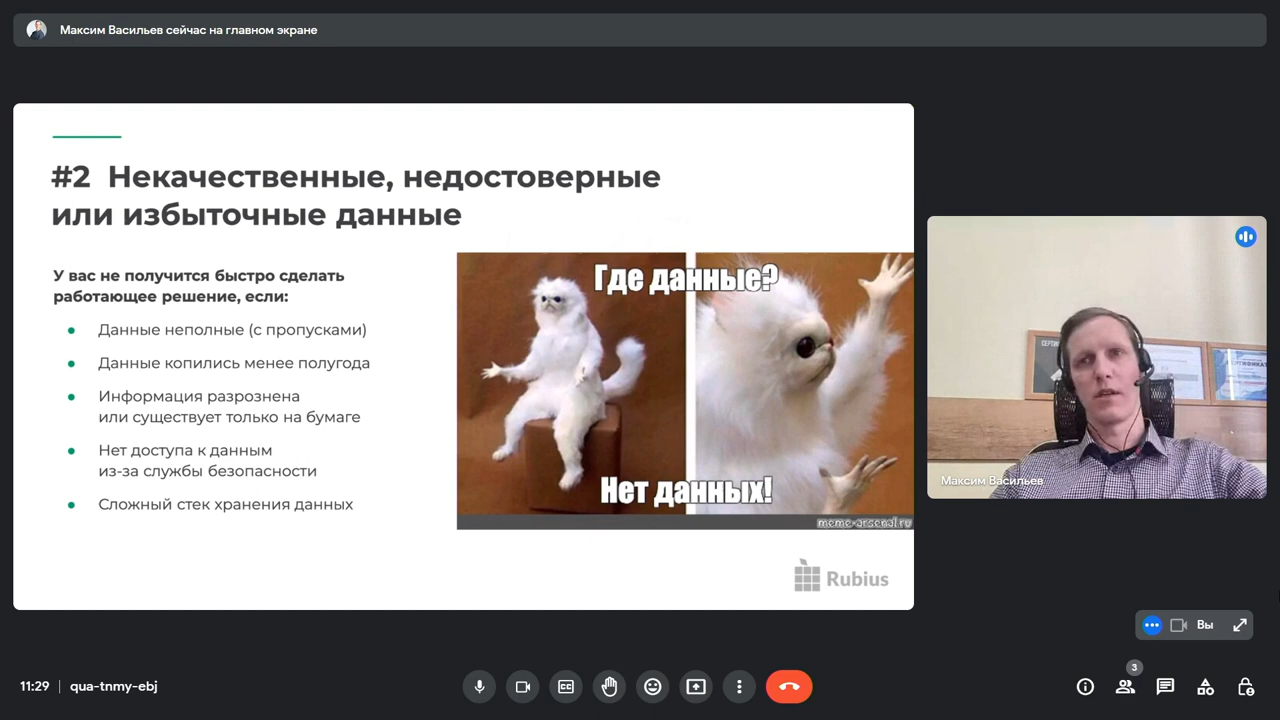 Максим Васильев сейчас на главном экране
#2 Некачественные, недостоверные
или избыточные данные
У вас не получится быстро сделать
работающее решение, если:
Данные неполные (с пропусками)
Данные копились менее полугода
Информация разрознена
или существует только на бумаге
Нет доступа к данным
из-за службы безопасности
Сложный стек хранения данных
Где данные?
Нет данных!
meme-arsenal.ru
Rubius
Максим Васильев
Вы
11:29 | qua-tnmy-ebj
3